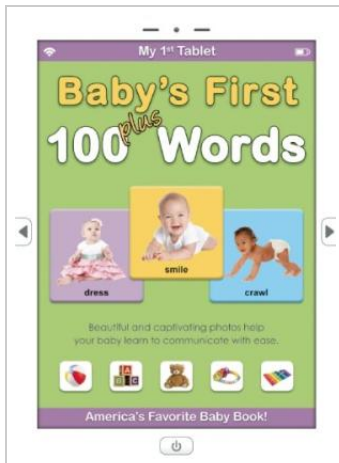 My 1st Tablet
Baby's First
plus
100 Words
smile
dress
crawl
Beautiful and captivating photos help
your baby learn to communicate with ease.
A
B C
America's Favorite Baby Book!